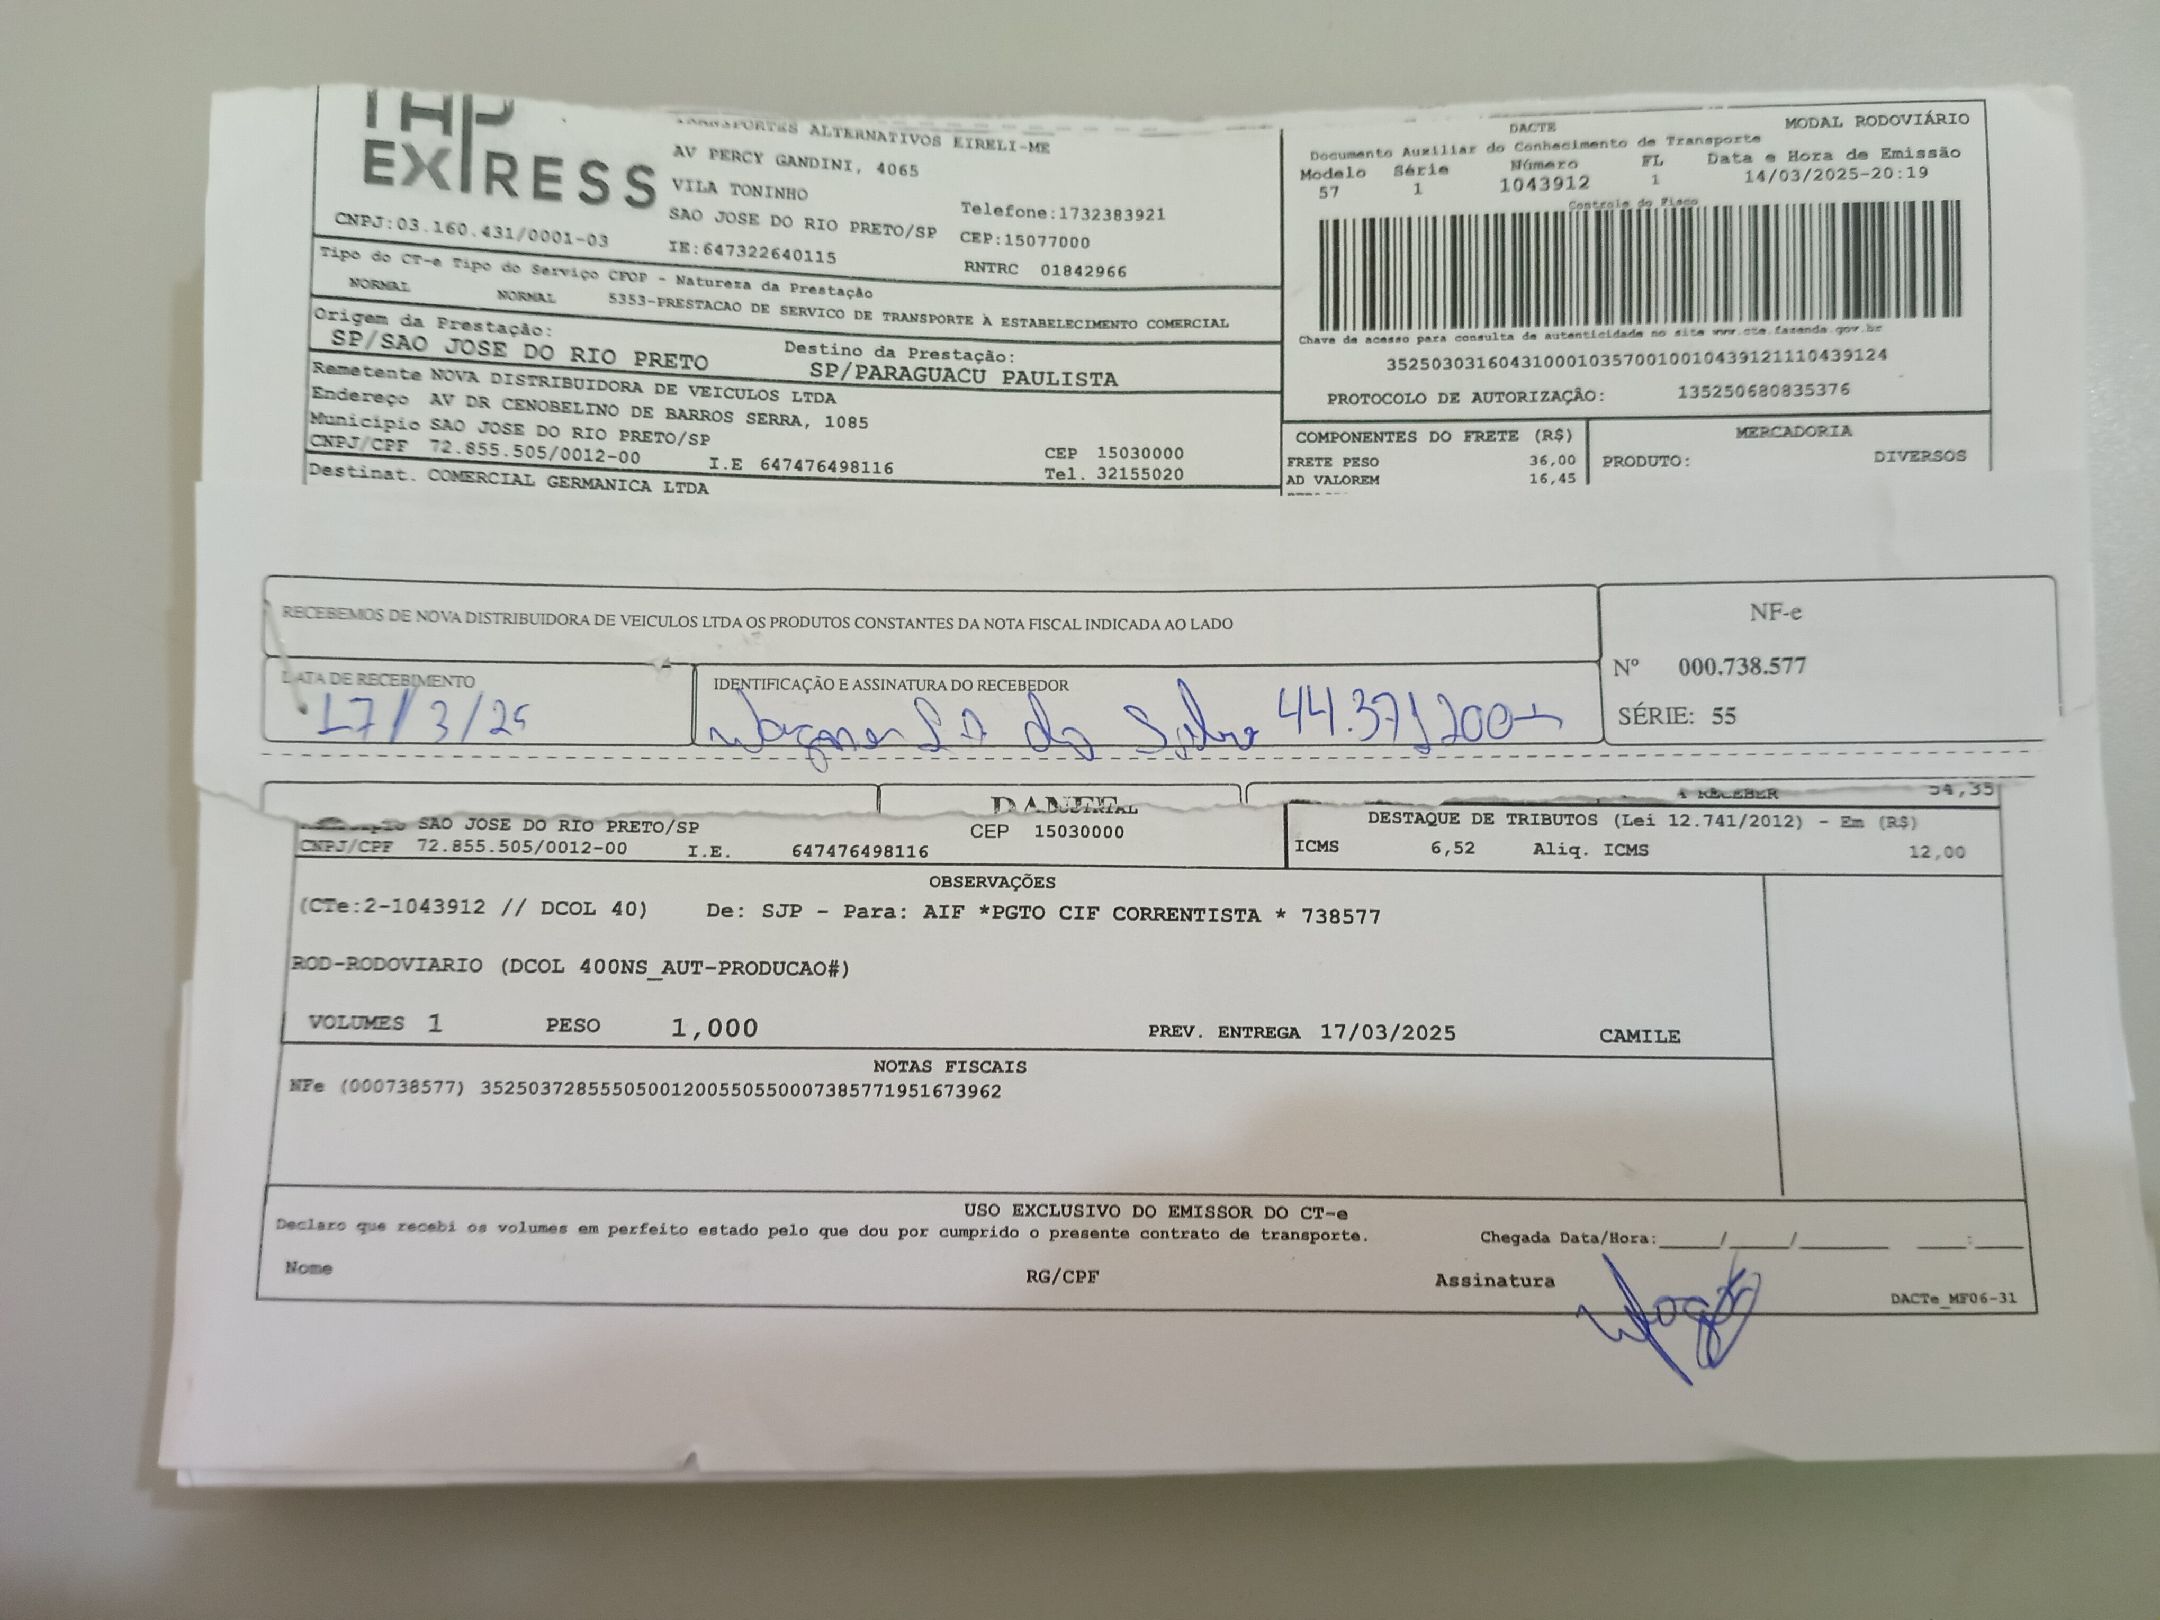 EXPRESS
TRANSPORTES ALTERNATIVOS EIRELI-ME
AV PERCY GANDINI, 4065
VILA TONINHO
SAO JOSE DO RIO PRETO/SP
Telefone:1732383921
CEP:15077000
CNPJ:03.160.431/0001-03
IE:647322640115
RNTRC 01842966
Tipo do CT-e Tipo do Serviço CFOP - Natureza da Prestação
NORMAL NORMAL 5353-PRESTACAO DE SERVICO DE TRANSPORTE À ESTABELECIMENTO COMERCIAL
Origem da Prestação:
SP/SAO JOSE DO RIO PRETO
Destino da Prestação:
SP/PARAGUACU PAULISTA
Remetente NOVA DISTRIBUIDORA DE VEICULOS LTDA
Endereço AV DR CENOBELINO DE BARROS SERRA, 1085
Município SAO JOSE DO RIO PRETO/SP
CEP 15030000
CNPJ/CPF 72.855.505/0012-00 I.E 647476498116 Tel. 32155020
Destinat. COMERCIAL GERMANICA LTDA
DACTE MODAL RODOVIÁRIO
Documento Auxiliar do Conhecimento de Transporte
Modelo Série Número FL Data e Hora de Emissão
57 1 1043912 1 14/03/2025-20:19
Controle do Fisco
Chave de acesso para consulta de autenticidade no site www.cte.fazenda.gov.br
35250303160431000103570010010439121110439124
PROTOCOLO DE AUTORIZAÇÃO: 135250680835376
COMPONENTES DO FRETE (R$)
FRETE PESO 36,00
AD VALOREM 16,45
MERCADORIA
PRODUTO: DIVERSOS
RECEBEMOS DE NOVA DISTRIBUIDORA DE VEICULOS LTDA OS PRODUTOS CONSTANTES DA NOTA FISCAL INDICADA AO LADO
NF-e
Nº 000.738.577
SÉRIE: 55
DATA DE RECEBIMENTO
17/3/25
IDENTIFICAÇÃO E ASSINATURA DO RECEBEDOR
Wagner da Silva
DANFE
A RECEBER 54,35
SAO JOSE DO RIO PRETO/SP CEP 15030000
CNPJ/CPF 72.855.505/0012-00 I.E. 647476498116
DESTAQUE DE TRIBUTOS (Lei 12.741/2012) - Em (R$)
ICMS 6,52 Aliq. ICMS 12,00
OBSERVAÇÕES
(CTe:2-1043912 // DCOL 40) De: SJP - Para: AIF *PGTO CIF CORRENTISTA * 738577
ROD-RODOVIARIO (DCOL 400NS_AUT-PRODUCAO#)
VOLUMES 1 PESO 1,000 PREV. ENTREGA 17/03/2025 CAMILE
NOTAS FISCAIS
NFe (000738577) 35250372855505001200550550007385771951673962
USO EXCLUSIVO DO EMISSOR DO CT-e
Declaro que recebi os volumes em perfeito estado pelo que dou por cumprido o presente contrato de transporte.
Chegada Data/Hora:____/____/______ ___:___
Nome RG/CPF Assinatura
DACTe_MF06-31